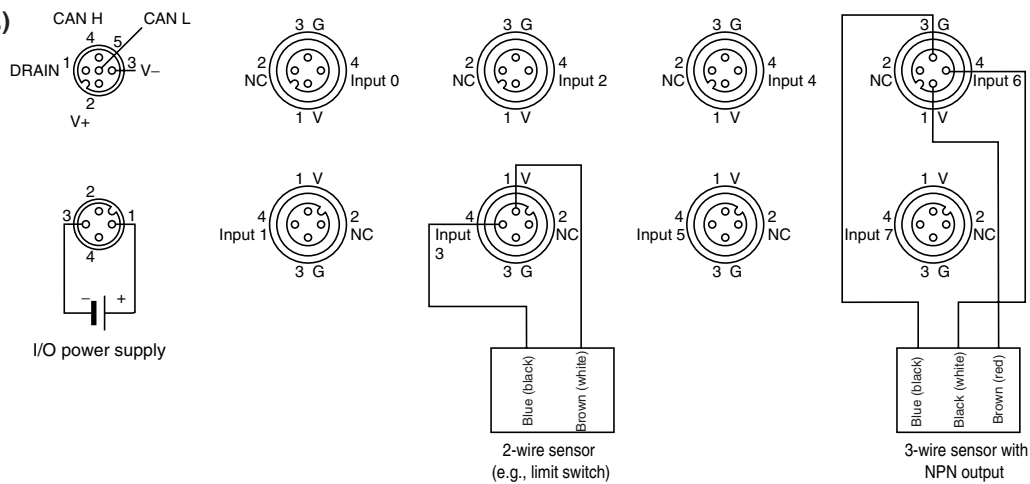 )
CAN H
CAN L
4
5
DRAIN
1
3
V–
2
V+
3 G
2
NC
4
Input 0
1 V
3 G
2
NC
4
Input 2
1 V
3 G
2
NC
4
Input 4
1 V
3 G
2
NC
4
Input 6
1 V
2
3
1
4
– +
I/O power supply
1 V
4
Input 1
2
NC
3 G
1 V
4
Input
3
2
NC
3 G
1 V
4
Input 5
2
NC
3 G
1 V
4
Input 7
2
NC
3 G
Blue (black)
Brown (white)
2-wire sensor
(e.g., limit switch)
Blue (black)
Black (white)
Brown (red)
3-wire sensor with
NPN output